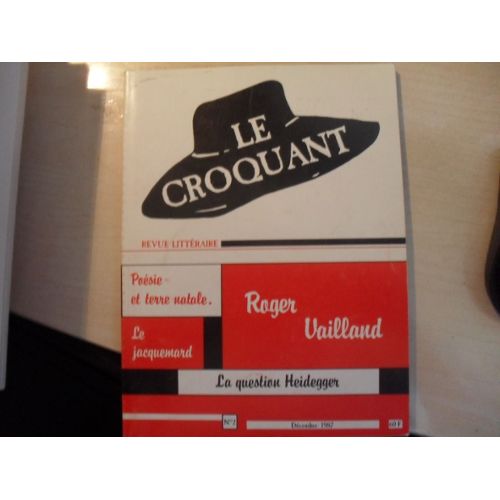 LE
CROQUANT
REVUE LITTÉRAIRE
Poésie
et terre natale.
Le
jacquemard
Roger
Vailland
La question Heidegger
N°2
Décembre 1987
60 F